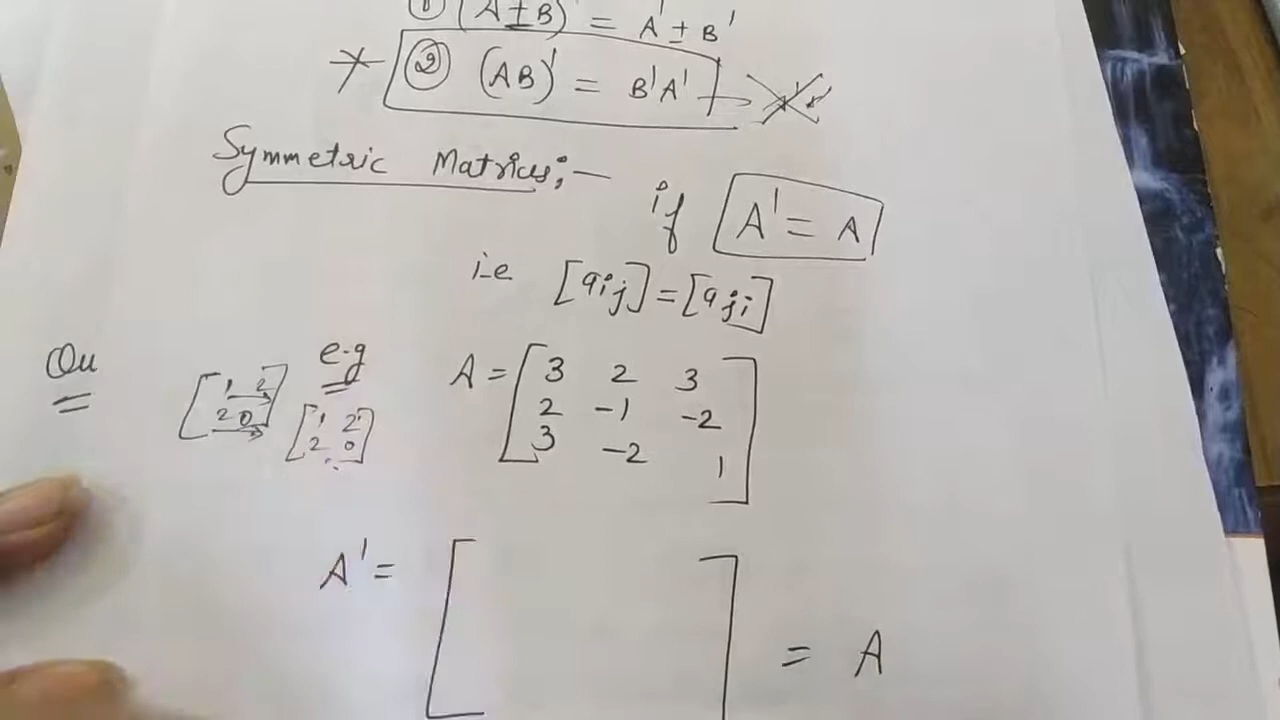 ① (A ± B)' = A' ± B'
② (AB)' = B'A'
Symmetric Matrices :-
if A' = A
i.e [aij] = [aji]
Qu
e.g
[1 2
2 0]
[1 2
2 0]
A = [3 2 3
2 -1 -2
3 -2 1]
A' = [ ] = A